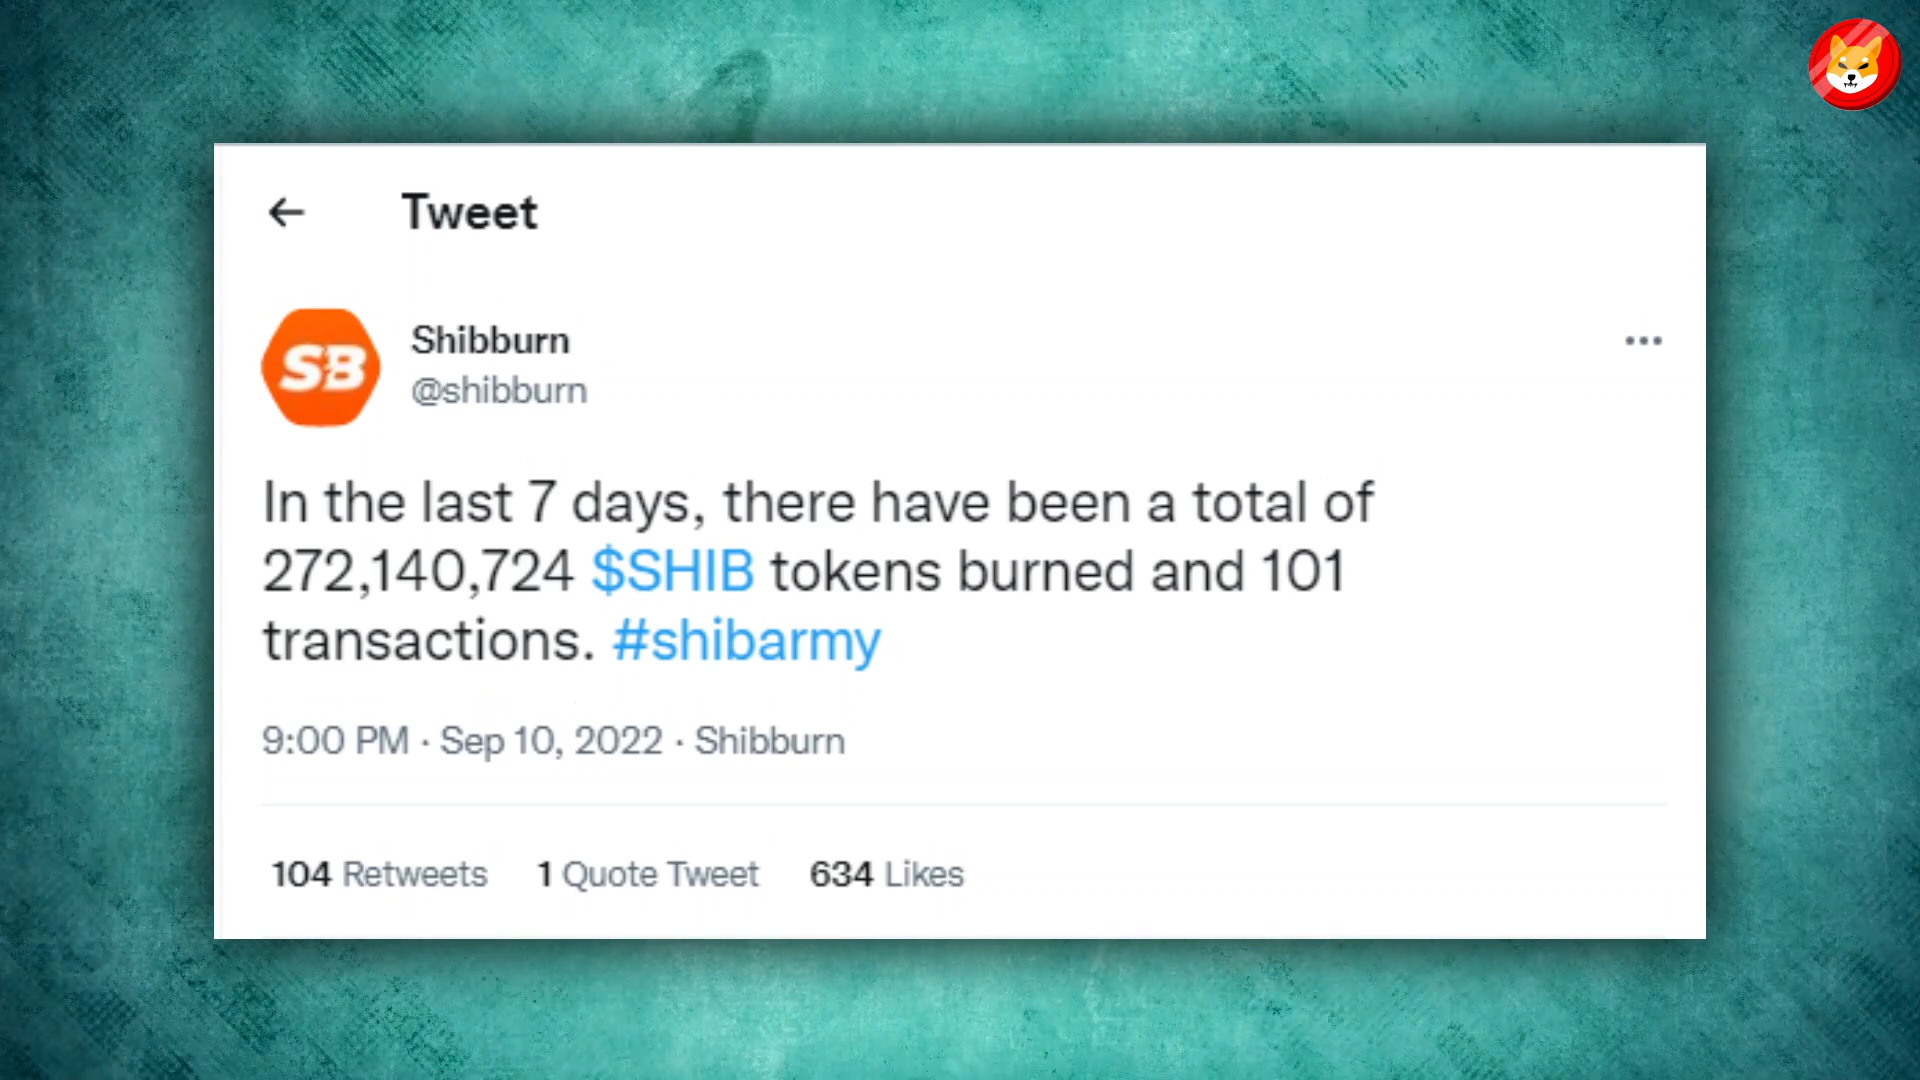 Tweet
SB
Shibburn
@shibburn
In the last 7 days, there have been a total of
272,140,724 $SHIB tokens burned and 101
transactions. #shibarmy
9:00 PM · Sep 10, 2022 · Shibburn
104 Retweets 1 Quote Tweet 634 Likes